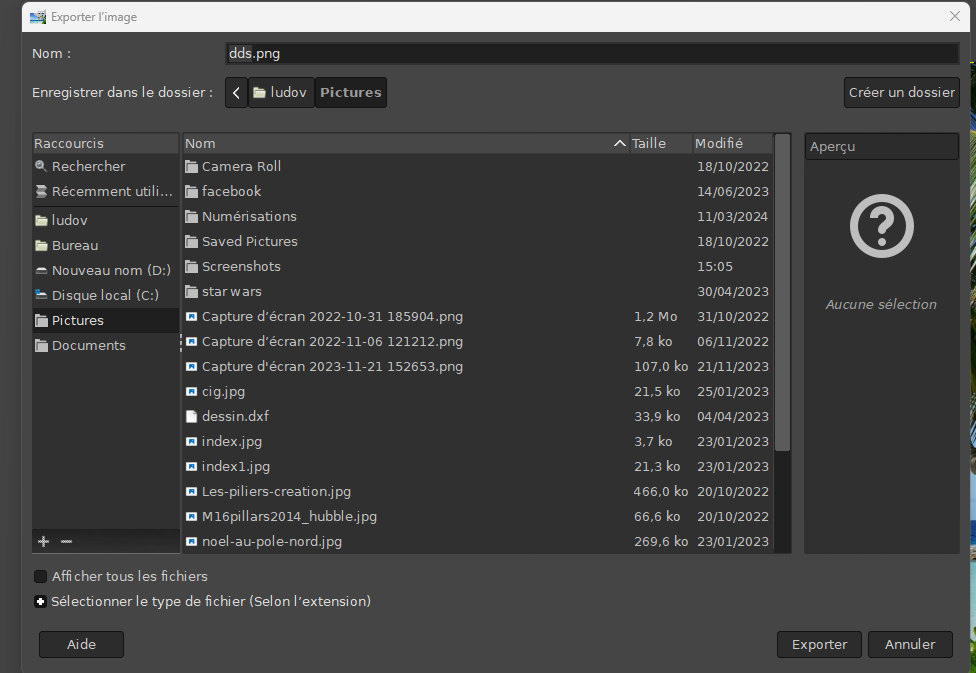 Exporter l'image
Nom :
dds.png
Enregistrer dans le dossier :
ludov
Pictures
Créer un dossier
Raccourcis
Rechercher
Récemment utili...
ludov
Bureau
Nouveau nom (D:)
Disque local (C:)
Pictures
Documents
Nom Taille Modifié
Camera Roll 18/10/2022
facebook 14/06/2023
Numérisations 11/03/2024
Saved Pictures 18/10/2022
Screenshots 15:05
star wars 30/04/2023
Capture d'écran 2022-10-31 185904.png 1,2 Mo 31/10/2022
Capture d'écran 2022-11-06 121212.png 7,8 ko 06/11/2022
Capture d'écran 2023-11-21 152653.png 107,0 ko 21/11/2023
cig.jpg 21,5 ko 25/01/2023
dessin.dxf 33,9 ko 04/04/2023
index.jpg 3,7 ko 23/01/2023
index1.jpg 21,3 ko 23/01/2023
Les-piliers-creation.jpg 466,0 ko 20/10/2022
M16pillars2014_hubble.jpg 66,6 ko 20/10/2022
noel-au-pole-nord.jpg 269,6 ko 23/01/2023
Aperçu
Aucune sélection
Afficher tous les fichiers
Sélectionner le type de fichier (Selon l'extension)
Aide
Exporter
Annuler